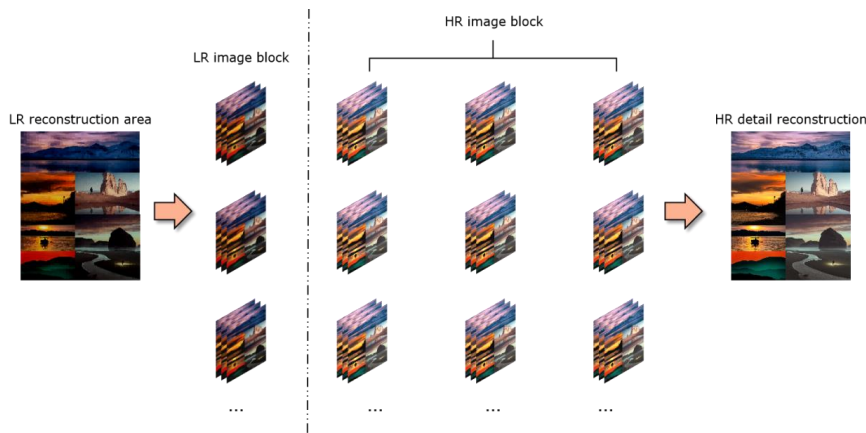 HR image block
LR image block
LR reconstruction area
HR detail reconstruction
... ... ... ...